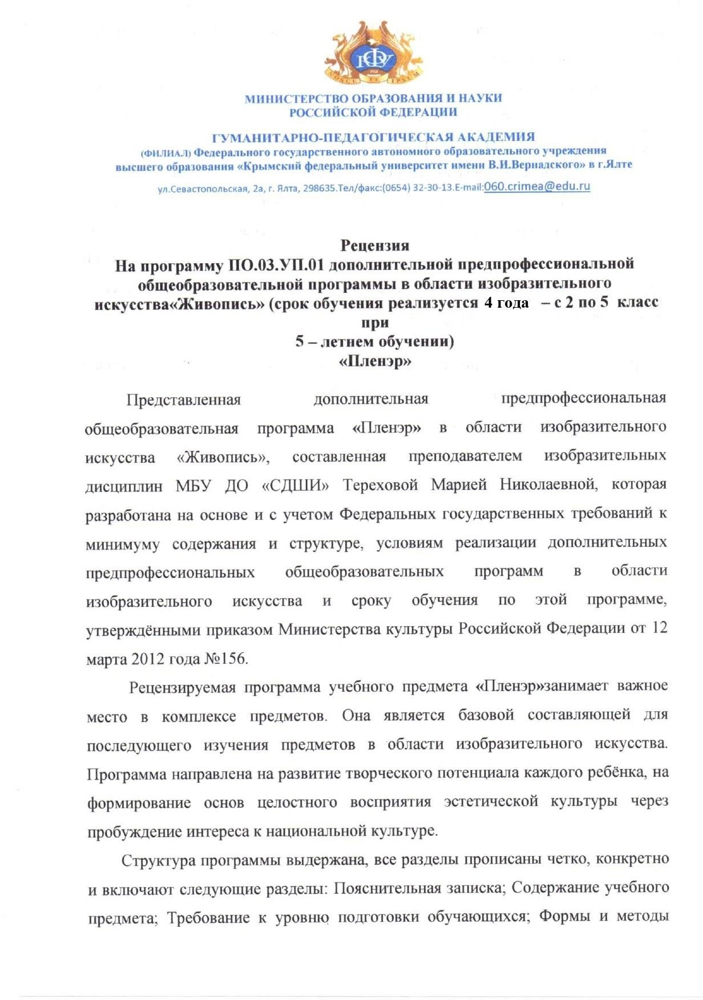 КФУ
1918
NOSCE TE IPSUM
МИНИСТЕРСТВО ОБРАЗОВАНИЯ И НАУКИ
РОССИЙСКОЙ ФЕДЕРАЦИИ
ГУМАНИТАРНО-ПЕДАГОГИЧЕСКАЯ АКАДЕМИЯ
(ФИЛИАЛ) Федерального государственного автономного образовательного учреждения
высшего образования «Крымский федеральный университет имени В.И.Вернадского» в г.Ялте
ул.Севастопольская, 2а, г. Ялта, 298635.Тел/факс:(0654) 32-30-13.E-mail:060.crimea@edu.ru
Рецензия
На программу ПО.03.УП.01 дополнительной предпрофессиональной
общеобразовательной программы в области изобразительного
искусства«Живопись» (срок обучения реализуется 4 года – с 2 по 5 класс
при
5 – летнем обучении)
«Пленэр»
Представленная дополнительная предпрофессиональная
общеобразовательная программа «Пленэр» в области изобразительного
искусства «Живопись», составленная преподавателем изобразительных
дисциплин МБУ ДО «СДШИ» Тереховой Марией Николаевной, которая
разработана на основе и с учетом Федеральных государственных требований к
минимуму содержания и структуре, условиям реализации дополнительных
предпрофессиональных общеобразовательных программ в области
изобразительного искусства и сроку обучения по этой программе,
утверждёнными приказом Министерства культуры Российской Федерации от 12
марта 2012 года №156.
Рецензируемая программа учебного предмета «Пленэр»занимает важное
место в комплексе предметов. Она является базовой составляющей для
последующего изучения предметов в области изобразительного искусства.
Программа направлена на развитие творческого потенциала каждого ребёнка, на
формирование основ целостного восприятия эстетической культуры через
пробуждение интереса к национальной культуре.
Структура программы выдержана, все разделы прописаны четко, конкретно
и включают следующие разделы: Пояснительная записка; Содержание учебного
предмета; Требование к уровню подготовки обучающихся; Формы и методы